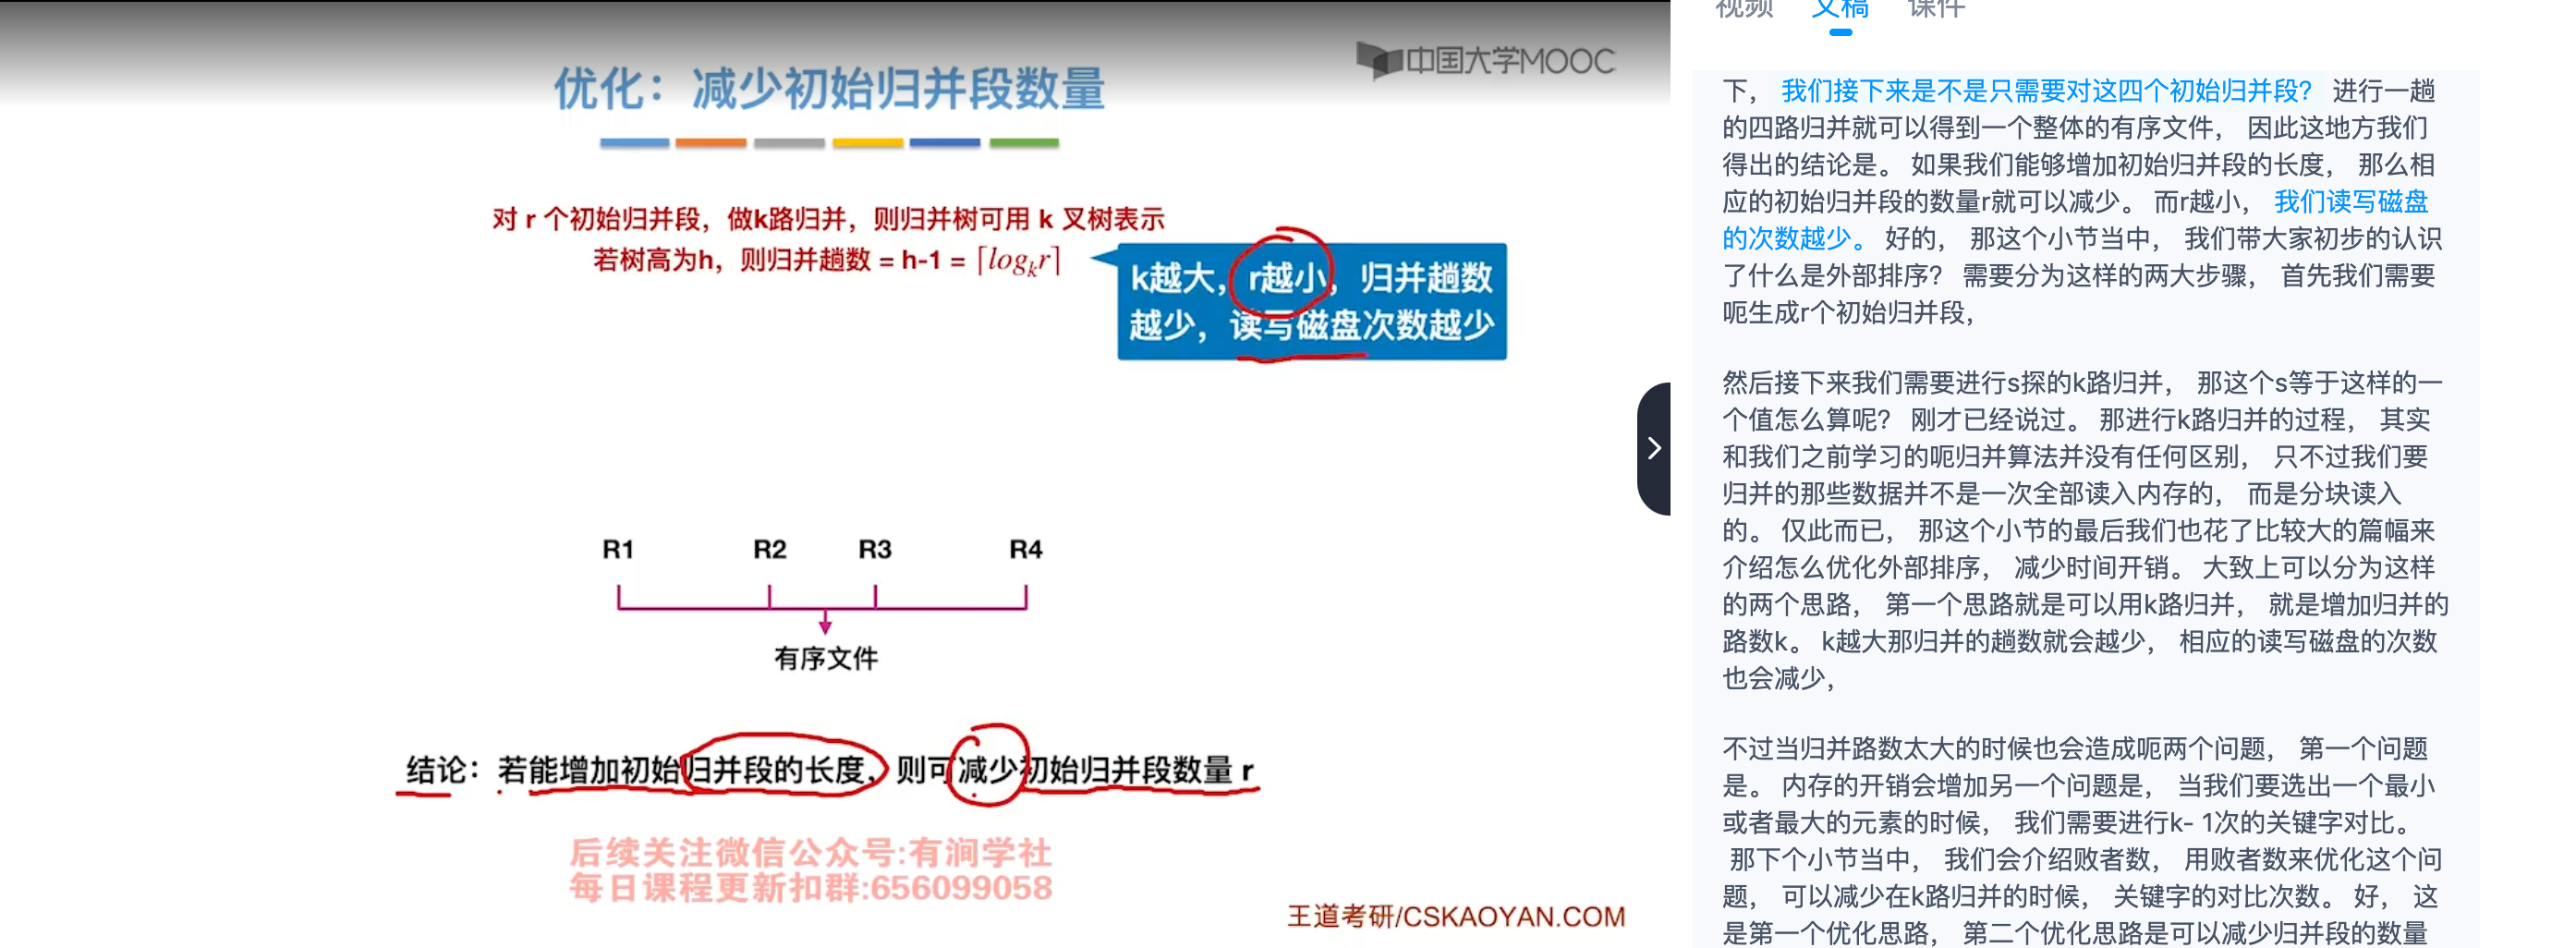 中国大学MOOC
优化：减少初始归并段数量
对 r 个初始归并段，做k路归并，则归并树可用 k 叉树表示
若树高为h，则归并趟数 = h-1 = ⌈logₖr⌉
k越大，r越小，归并趟数
越少，读写磁盘次数越少
R1 R2 R3 R4
有序文件
结论：若能增加初始归并段的长度，则可减少初始归并段数量 r
后续关注微信公众号:有涧学社
每日课程更新扣群:656099058
王道考研/CSKAOYAN.COM
视频 文稿 课件
下， 我们接下来是不是只需要对这四个初始归并段？ 进行一趟
的四路归并就可以得到一个整体的有序文件， 因此这地方我们
得出的结论是。 如果我们能够增加初始归并段的长度， 那么相
应的初始归并段的数量r就可以减少。 而r越小， 我们读写磁盘
的次数越少。 好的， 那这个小节当中， 我们带大家初步的认识
了什么是外部排序？ 需要分为这样的两大步骤， 首先我们需要
呃生成r个初始归并段，
然后接下来我们需要进行s探的k路归并， 那这个s等于这样的一
个值怎么算呢？ 刚才已经说过。 那进行k路归并的过程， 其实
和我们之前学习的呃归并算法并没有任何区别， 只不过我们要
归并的那些数据并不是一次全部读入内存的， 而是分块读入
的。 仅此而已， 那这个小节的最后我们也花了比较大的篇幅来
介绍怎么优化外部排序， 减少时间开销。 大致上可以分为这样
的两个思路， 第一个思路就是可以用k路归并， 就是增加归并的
路数k。 k越大那归并的趟数就会越少， 相应的读写磁盘的次数
也会减少，
不过当归并路数太大的时候也会造成呃两个问题， 第一个问题
是。 内存的开销会增加另一个问题是， 当我们要选出一个最小
或者最大的元素的时候， 我们需要进行k- 1次的关键字对比。
那下个小节当中， 我们会介绍败者数， 用败者数来优化这个问
题， 可以减少在k路归并的时候， 关键字的对比次数。 好， 这
是第一个优化思路， 第二个优化思路是可以减少归并段的数量